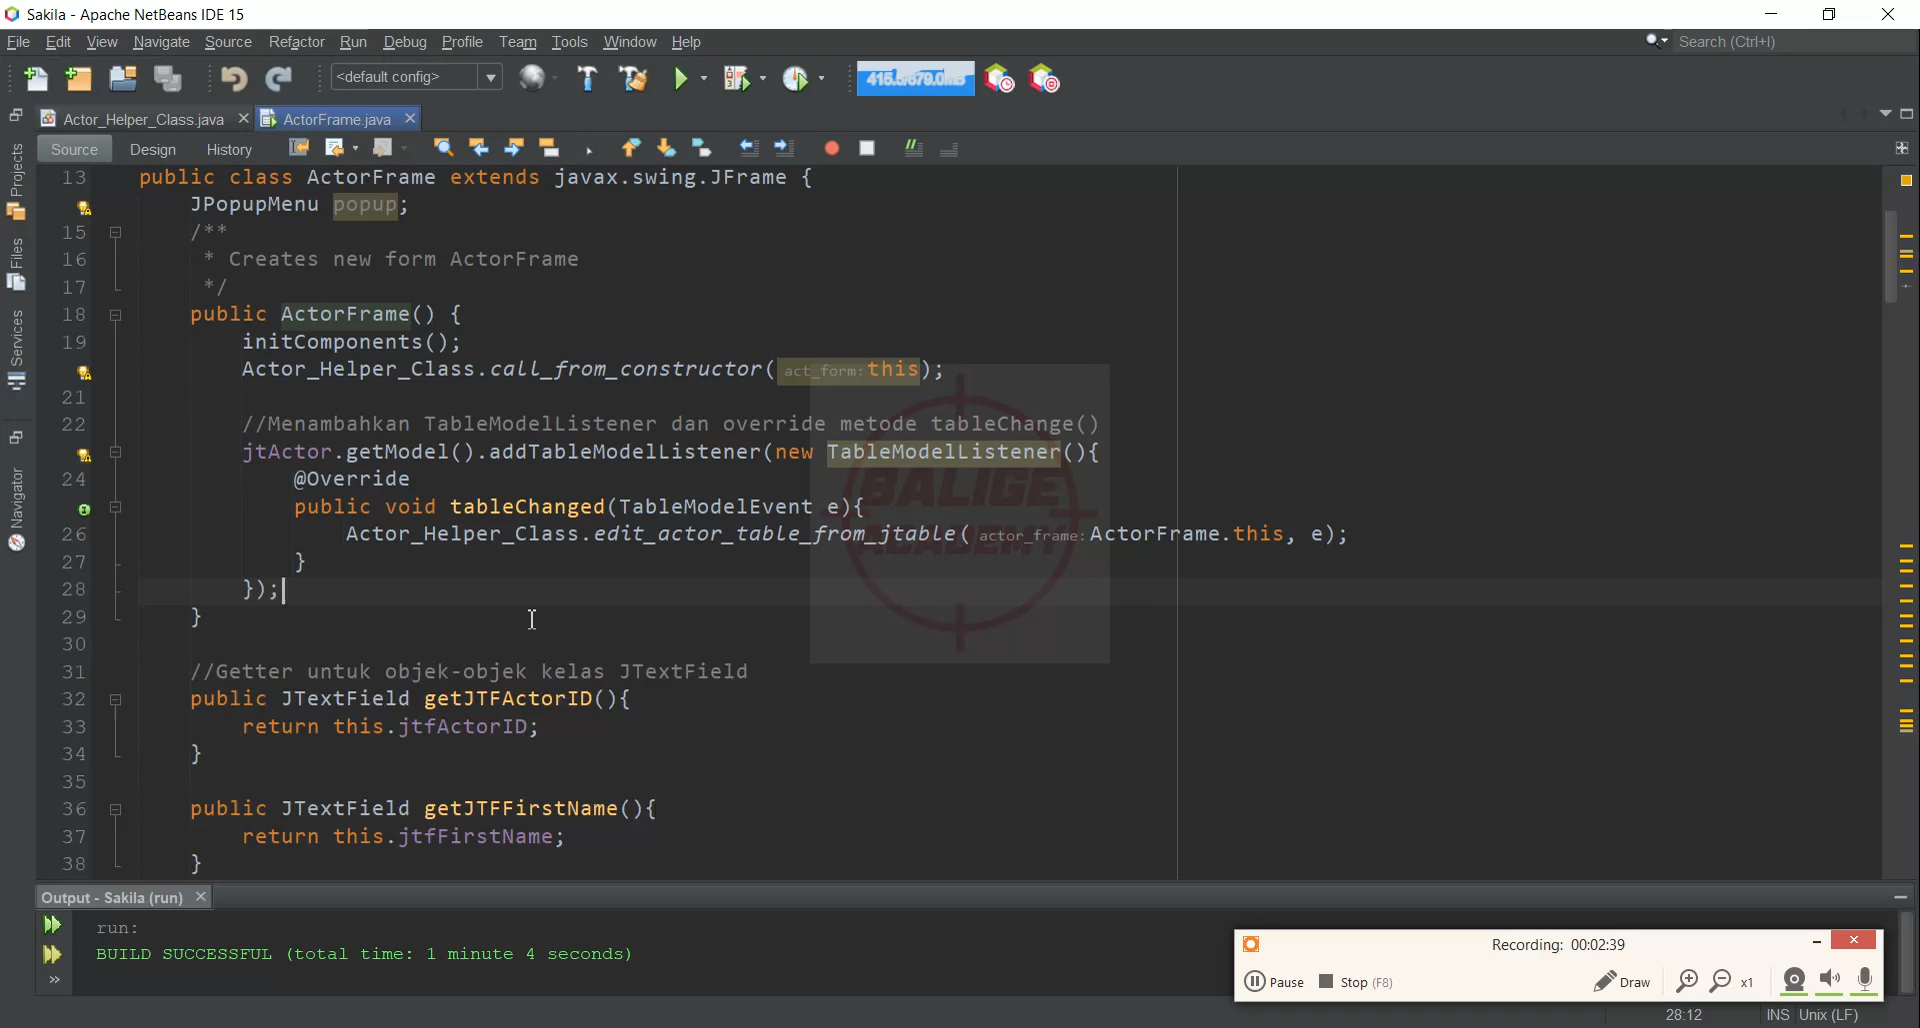 Sakila - Apache NetBeans IDE 15
File Edit View Navigate Source Refactor Run Debug Profile Team Tools Window Help
Search (Ctrl+I)
<default config>
415.5/679.0MB
Actor_Helper_Class.java
ActorFrame.java
Source Design History
Projects
Files
Services
Navigator
13 public class ActorFrame extends javax.swing.JFrame {
JPopupMenu popup;
15 /**
16 * Creates new form ActorFrame
17 */
18 public ActorFrame() {
19 initComponents();
Actor_Helper_Class.call_from_constructor( act_form: this);
21
22 //Menambahkan TableModelListener dan override metode tableChange()
jtActor.getModel().addTableModelListener(new TableModelListener(){
24 @Override
public void tableChanged(TableModelEvent e){
26 Actor_Helper_Class.edit_actor_table_from_jtable( actor_frame: ActorFrame.this, e);
27 }
28 });
29 }
30
31 //Getter untuk objek-objek kelas JTextField
32 public JTextField getJTFActorID(){
33 return this.jtfActorID;
34 }
35
36 public JTextField getJTFFirstName(){
37 return this.jtfFirstName;
38 }
BALIGE
ACADEMY
Output - Sakila (run)
run:
BUILD SUCCESSFUL (total time: 1 minute 4 seconds)
Recording: 00:02:39
Pause Stop (F8) Draw x1
28:12 INS Unix (LF)